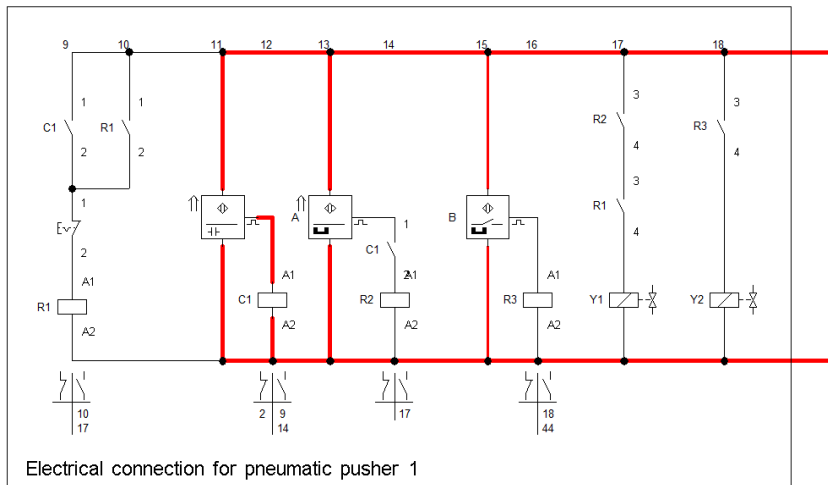 9 10 11 12 13 14 15 16 17 18
1 1 3 3
C1 R1 R2 R3
2 2 4 4
1 A B 1 3
C1 R1
2 2 4
A1 A1 A1 A1
R1 C1 R2 R3 Y1 Y2
A2 A2 A2 A2
10 2 9 17 18
17 14 44
Electrical connection for pneumatic pusher 1